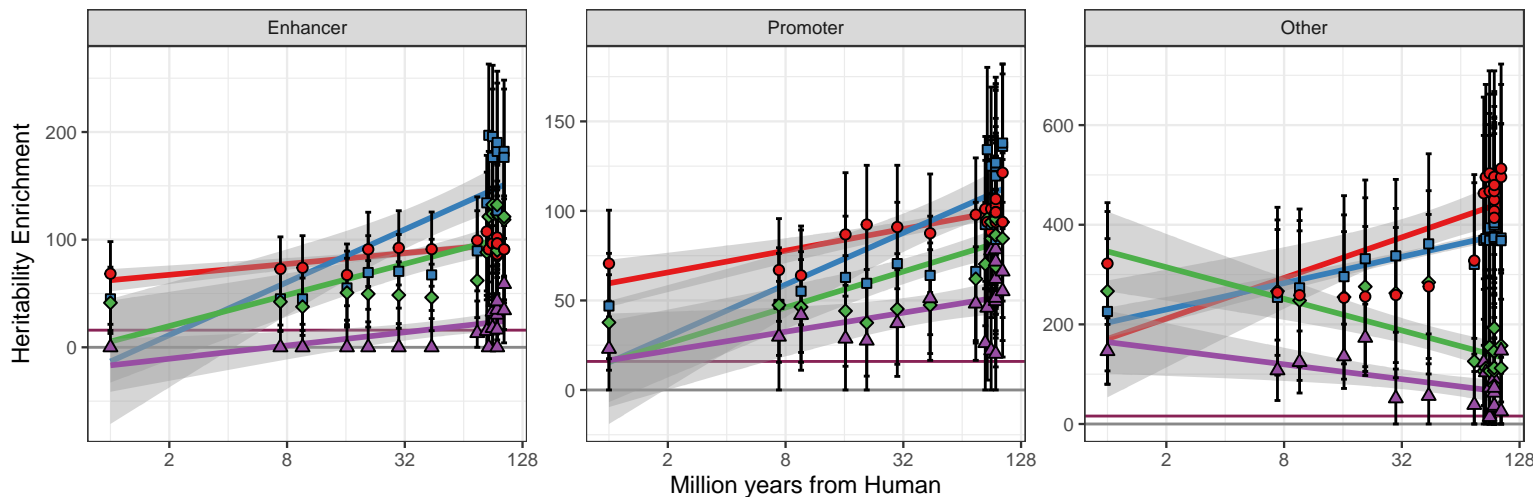 Enhancer
Promoter
Other
Heritability Enrichment
200
100
0
150
100
50
0
600
400
200
0
2 8 32 128
2 8 32 128
2 8 32 128
Million years from Human